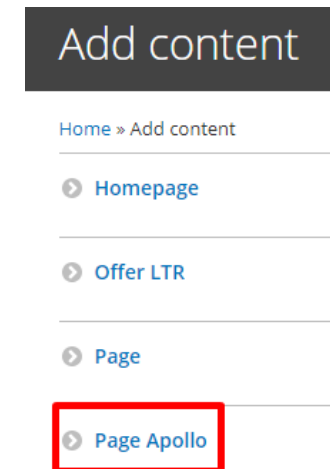 Add content
Home » Add content
Homepage
Offer LTR
Page
Page Apollo